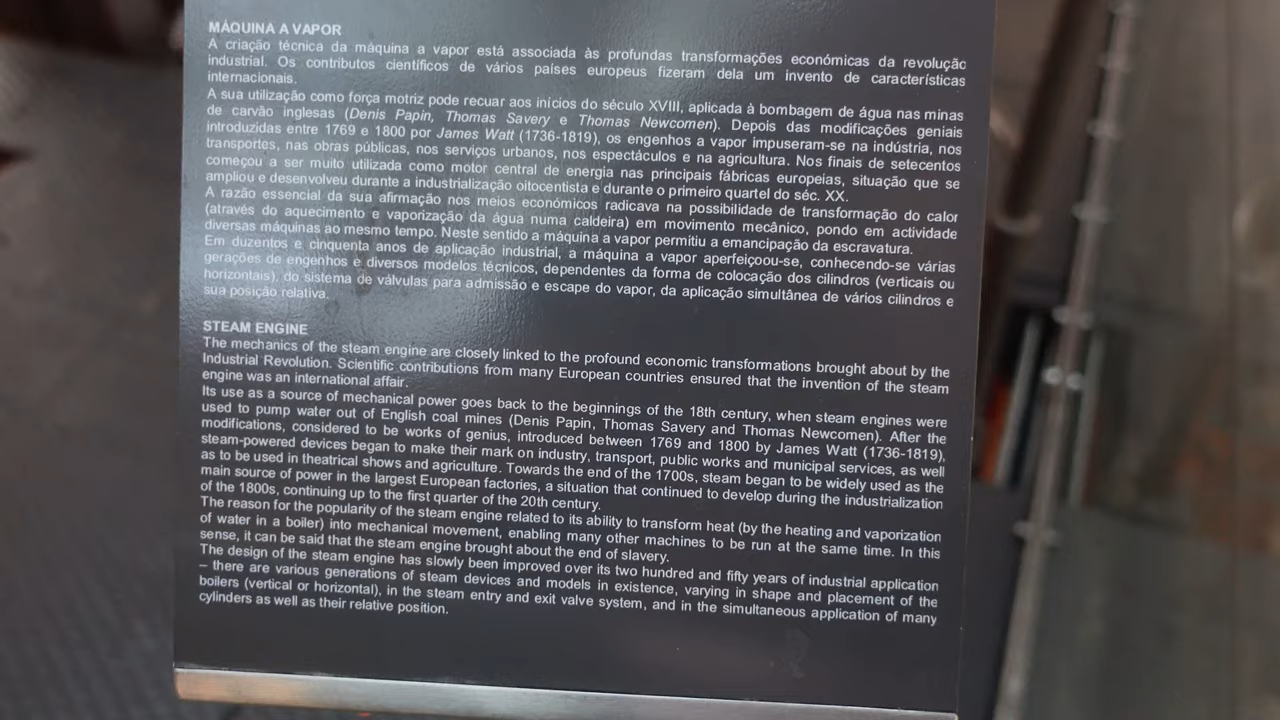 MÁQUINA A VAPOR
A criação técnica da máquina a vapor está associada às profundas transformações económicas da revolução
industrial. Os contributos científicos de vários países europeus fizeram dela um invento de características
internacionais.
A sua utilização como força motriz pode recuar aos inícios do século XVIII, aplicada à bombagem de água nas minas
de carvão inglesas (Denis Papin, Thomas Savery e Thomas Newcomen). Depois das modificações geniais
introduzidas entre 1769 e 1800 por James Watt (1736-1819), os engenhos a vapor impuseram-se na indústria, nos
transportes, nas obras públicas, nos serviços urbanos, nos espectáculos e na agricultura. Nos finais de setecentos
começou a ser muito utilizada como motor central de energia nas principais fábricas europeias, situação que se
ampliou e desenvolveu durante a industrialização oitocentista e durante o primeiro quartel do séc. XX.
A razão essencial da sua afirmação nos meios económicos radicava na possibilidade de transformação do calor
(através do aquecimento e vaporização da água numa caldeira) em movimento mecânico, pondo em actividade
diversas máquinas ao mesmo tempo. Neste sentido a máquina a vapor permitiu a emancipação da escravatura.
Em duzentos e cinquenta anos de aplicação industrial, a máquina a vapor aperfeiçoou-se, conhecendo-se várias
gerações de engenhos e diversos modelos técnicos, dependentes da forma de colocação dos cilindros (verticais ou
horizontais), do sistema de válvulas para admissão e escape do vapor, da aplicação simultânea de vários cilindros e
sua posição relativa.
STEAM ENGINE
The mechanics of the steam engine are closely linked to the profound economic transformations brought about by the
Industrial Revolution. Scientific contributions from many European countries ensured that the invention of the steam
engine was an international affair.
Its use as a source of mechanical power goes back to the beginnings of the 18th century, when steam engines were
used to pump water out of English coal mines (Denis Papin, Thomas Savery and Thomas Newcomen). After the
modifications, considered to be works of genius, introduced between 1769 and 1800 by James Watt (1736-1819),
steam-powered devices began to make their mark on industry, transport, public works and municipal services, as well
as to be used in theatrical shows and agriculture. Towards the end of the 1700s, steam began to be widely used as the
main source of power in the largest European factories, a situation that continued to develop during the industrialization
of the 1800s, continuing up to the first quarter of the 20th century.
The reason for the popularity of the steam engine related to its ability to transform heat (by the heating and vaporization
of water in a boiler) into mechanical movement, enabling many other machines to be run at the same time. In this
sense, it can be said that the steam engine brought about the end of slavery.
The design of the steam engine has slowly been improved over its two hundred and fifty years of industrial application
– there are various generations of steam devices and models in existence, varying in shape and placement of the
boilers (vertical or horizontal), in the steam entry and exit valve system, and in the simultaneous application of many
cylinders as well as their relative position.